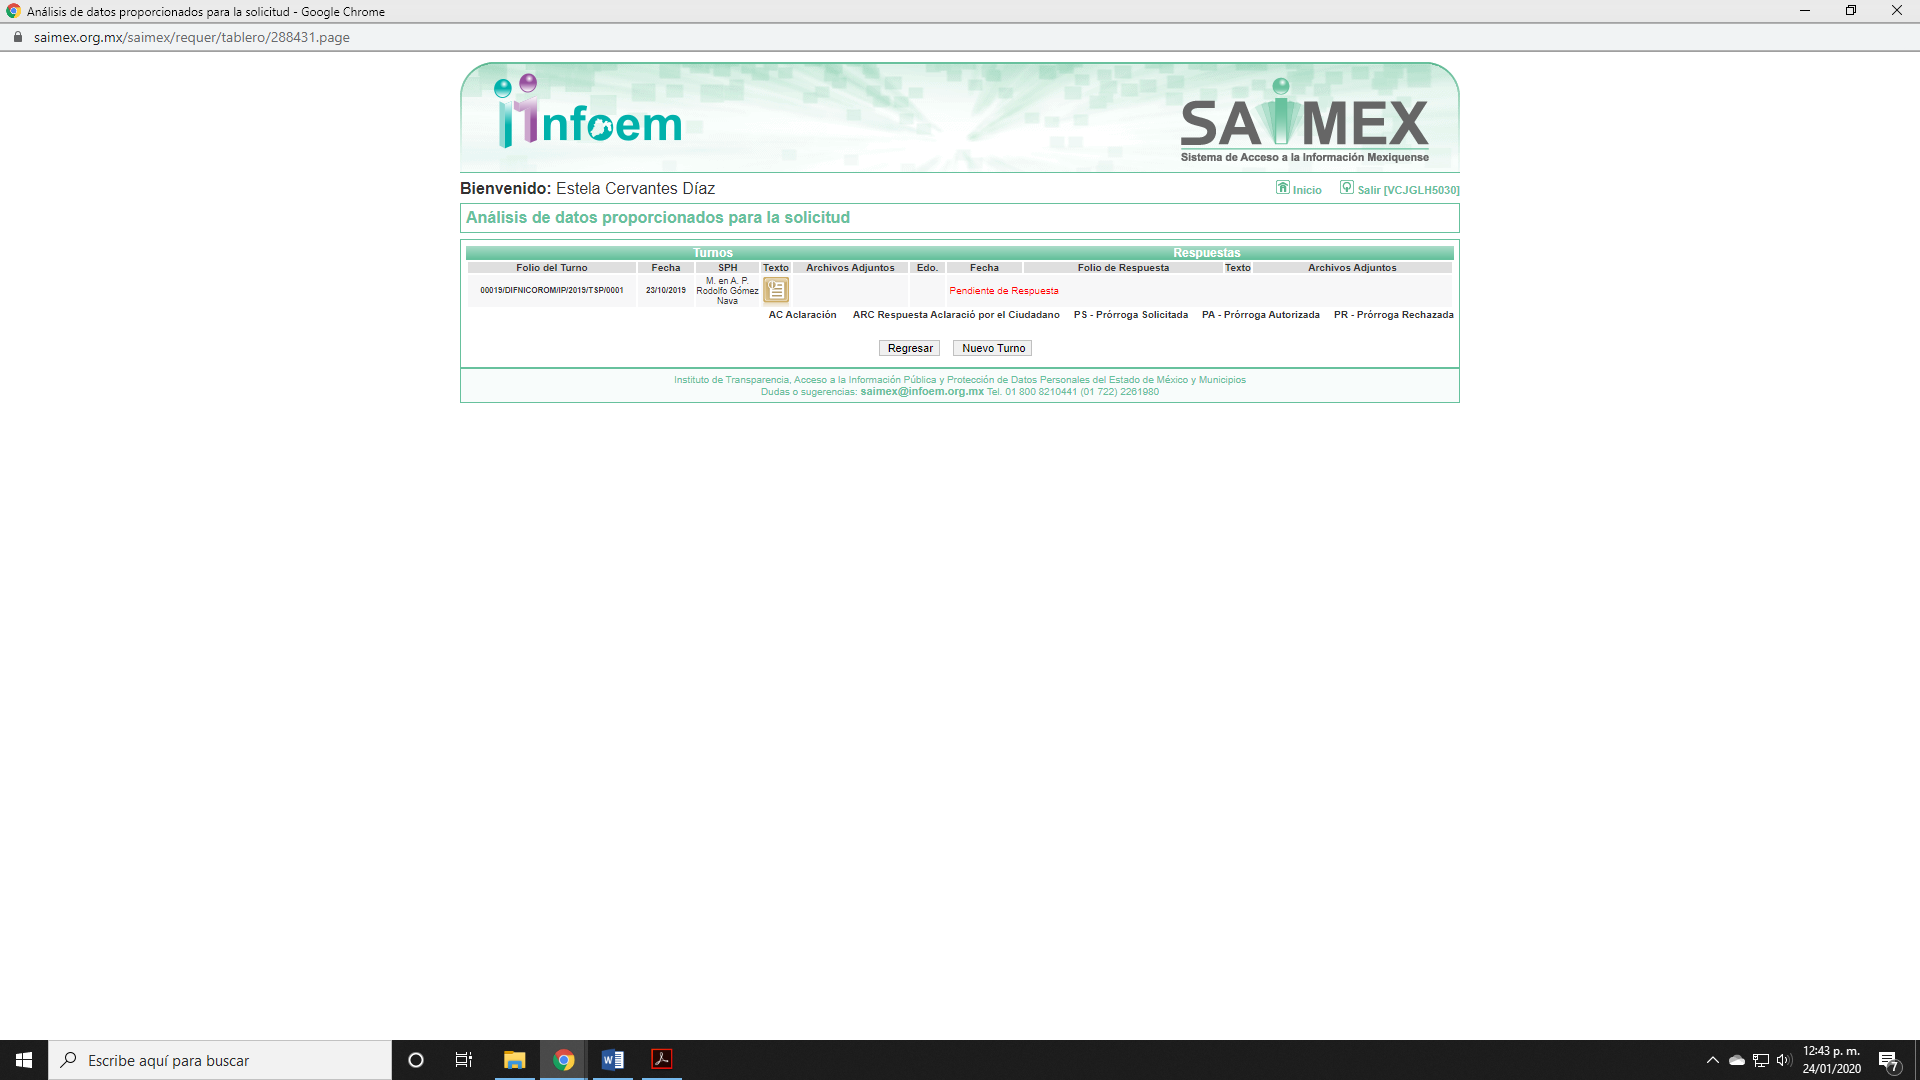 Análisis de datos proporcionados para la solicitud - Google Chrome
saimex.org.mx/saimex/requer/tablero/288431.page
infoem
SAIMEX
Sistema de Acceso a la Información Mexiquense
Bienvenido: Estela Cervantes Díaz
Inicio Salir [VCJGLH5030]
Análisis de datos proporcionados para la solicitud
Turnos Respuestas
Folio del Turno Fecha SPH Texto Archivos Adjuntos Edo. Fecha Folio de Respuesta Texto Archivos Adjuntos
00019/DIFNICOROM/IP/2019/TSP/0001 23/10/2019 M. en A. P. Rodolfo Gómez Nava Pendiente de Respuesta
AC Aclaración ARC Respuesta Aclaració por el Ciudadano PS - Prórroga Solicitada PA - Prórroga Autorizada PR - Prórroga Rechazada
Regresar Nuevo Turno
Instituto de Transparencia, Acceso a la Información Pública y Protección de Datos Personales del Estado de México y Municipios
Dudas o sugerencias: saimex@infoem.org.mx Tel. 01 800 8210441 (01 722) 2261980
Escribe aquí para buscar
12:43 p. m.
24/01/2020
7